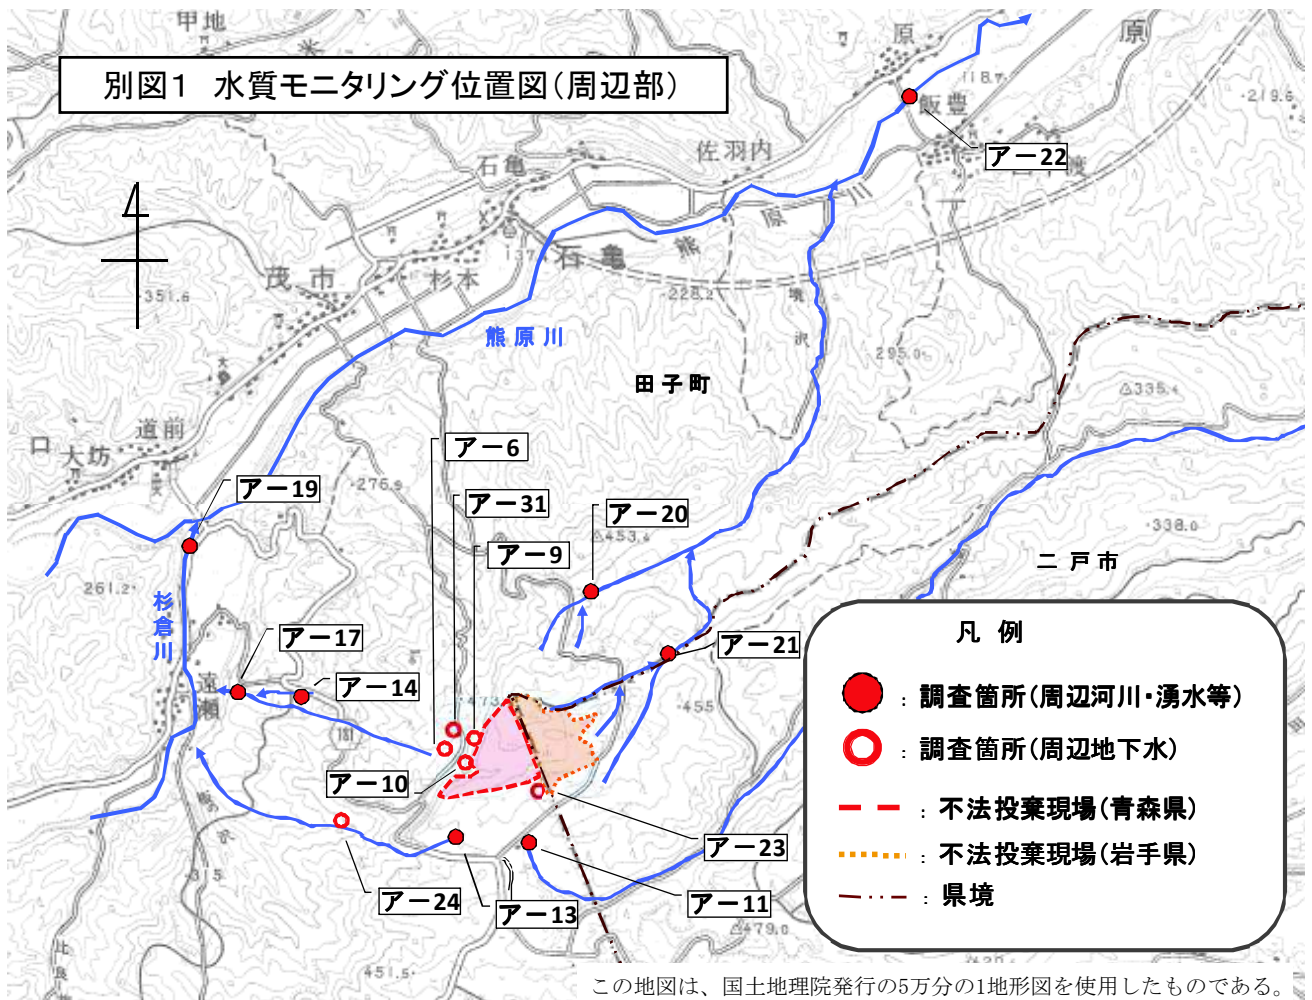 甲地
原
原
別図1 水質モニタリング位置図(周辺部)
118.7
飯豊
219.6
佐羽内
石亀
アー22
川
原
熊
石亀
137
茂市
杉本
351.6
228.2
熊原川
沢
295.0
田子町
335.4
道前
口
大坊
アー6
アー19
アー31
275.9
アー20
453.4
338.0
アー9
二戸市
261.2
杉倉川
凡例
アー17
アー21
遠瀬
アー14
:調査箇所(周辺河川・湧水等)
473
455
181
:調査箇所(周辺地下水)
アー10
:不法投棄現場(青森県)
アー23
:不法投棄現場(岩手県)
315
アー24
アー13
アー11
:県境
479.0
451.5
この地図は、国土地理院発行の5万分の1地形図を使用したものである。